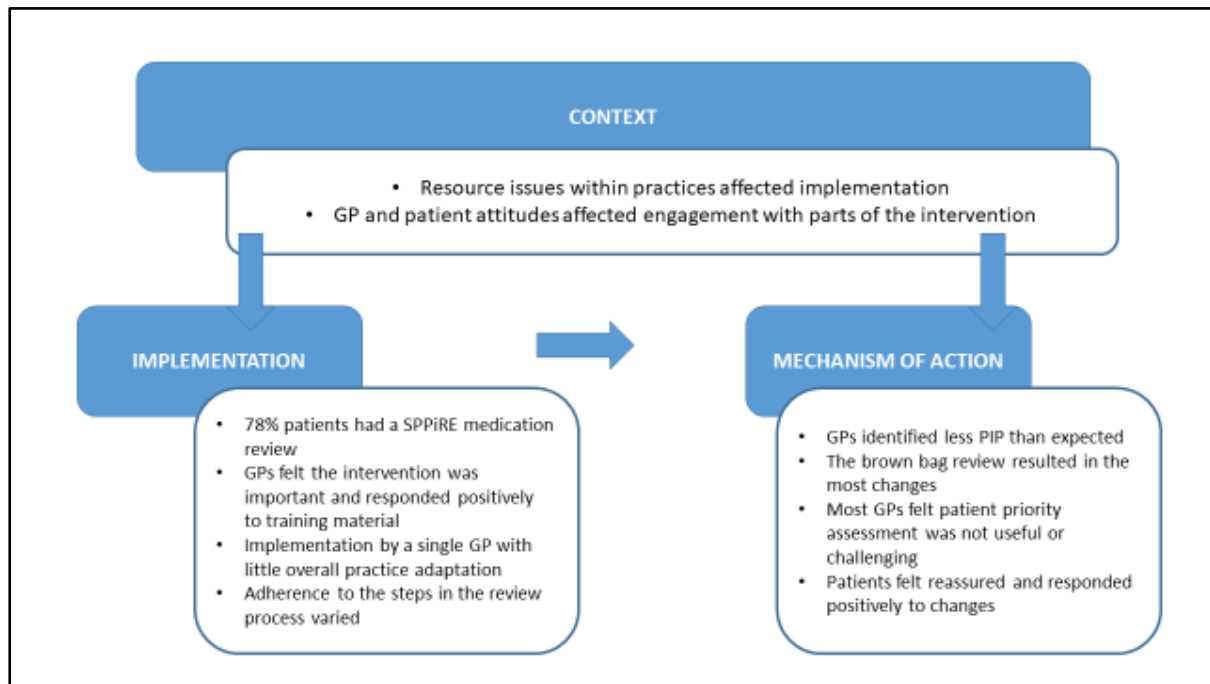 CONTEXT
• Resource issues within practices affected implementation
• GP and patient attitudes affected engagement with parts of the intervention
IMPLEMENTATION
• 78% patients had a SPPiRE medication
review
• GPs felt the intervention was
important and responded positively
to training material
• Implementation by a single GP with
little overall practice adaptation
• Adherence to the steps in the review
process varied
MECHANISM OF ACTION
• GPs identified less PIP than expected
• The brown bag review resulted in the
most changes
• Most GPs felt patient priority
assessment was not useful or
challenging
• Patients felt reassured and responded
positively to changes